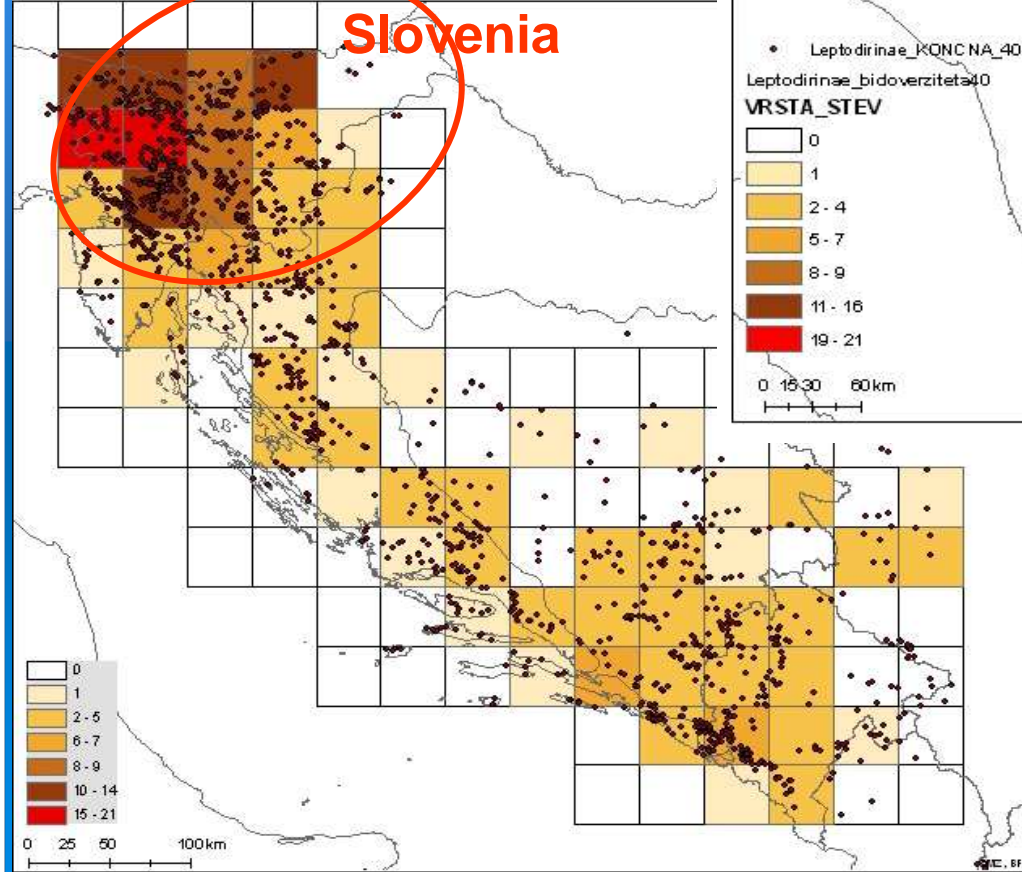 Slovenia
Leptodirinae_KONCNA_40
Leptodirinae_bidoverziteta40
VRSTA_STEV
0
1
2 - 4
5 - 7
8 - 9
11 - 16
19 - 21
0 15 30 60 km
0
1
2 - 5
6 - 7
8 - 9
10 - 14
15 - 21
0 25 50 100 km